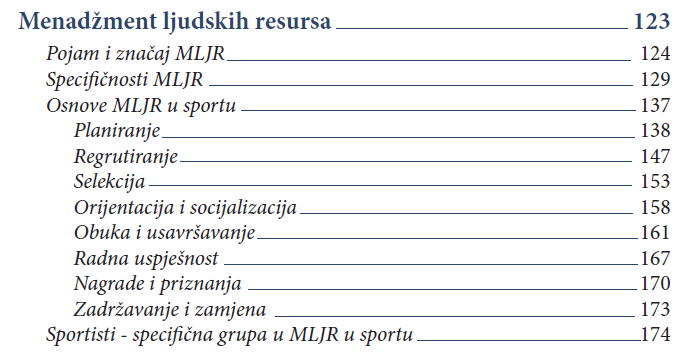 Menadžment ljudskih resursa 123
Pojam i značaj MLJR 124
Specifičnosti MLJR 129
Osnove MLJR u sportu 137
Planiranje 138
Regrutiranje 147
Selekcija 153
Orijentacija i socijalizacija 158
Obuka i usavršavanje 161
Radna uspješnost 167
Nagrade i priznanja 170
Zadržavanje i zamjena 173
Sportisti - specifična grupa u MLJR u sportu 174